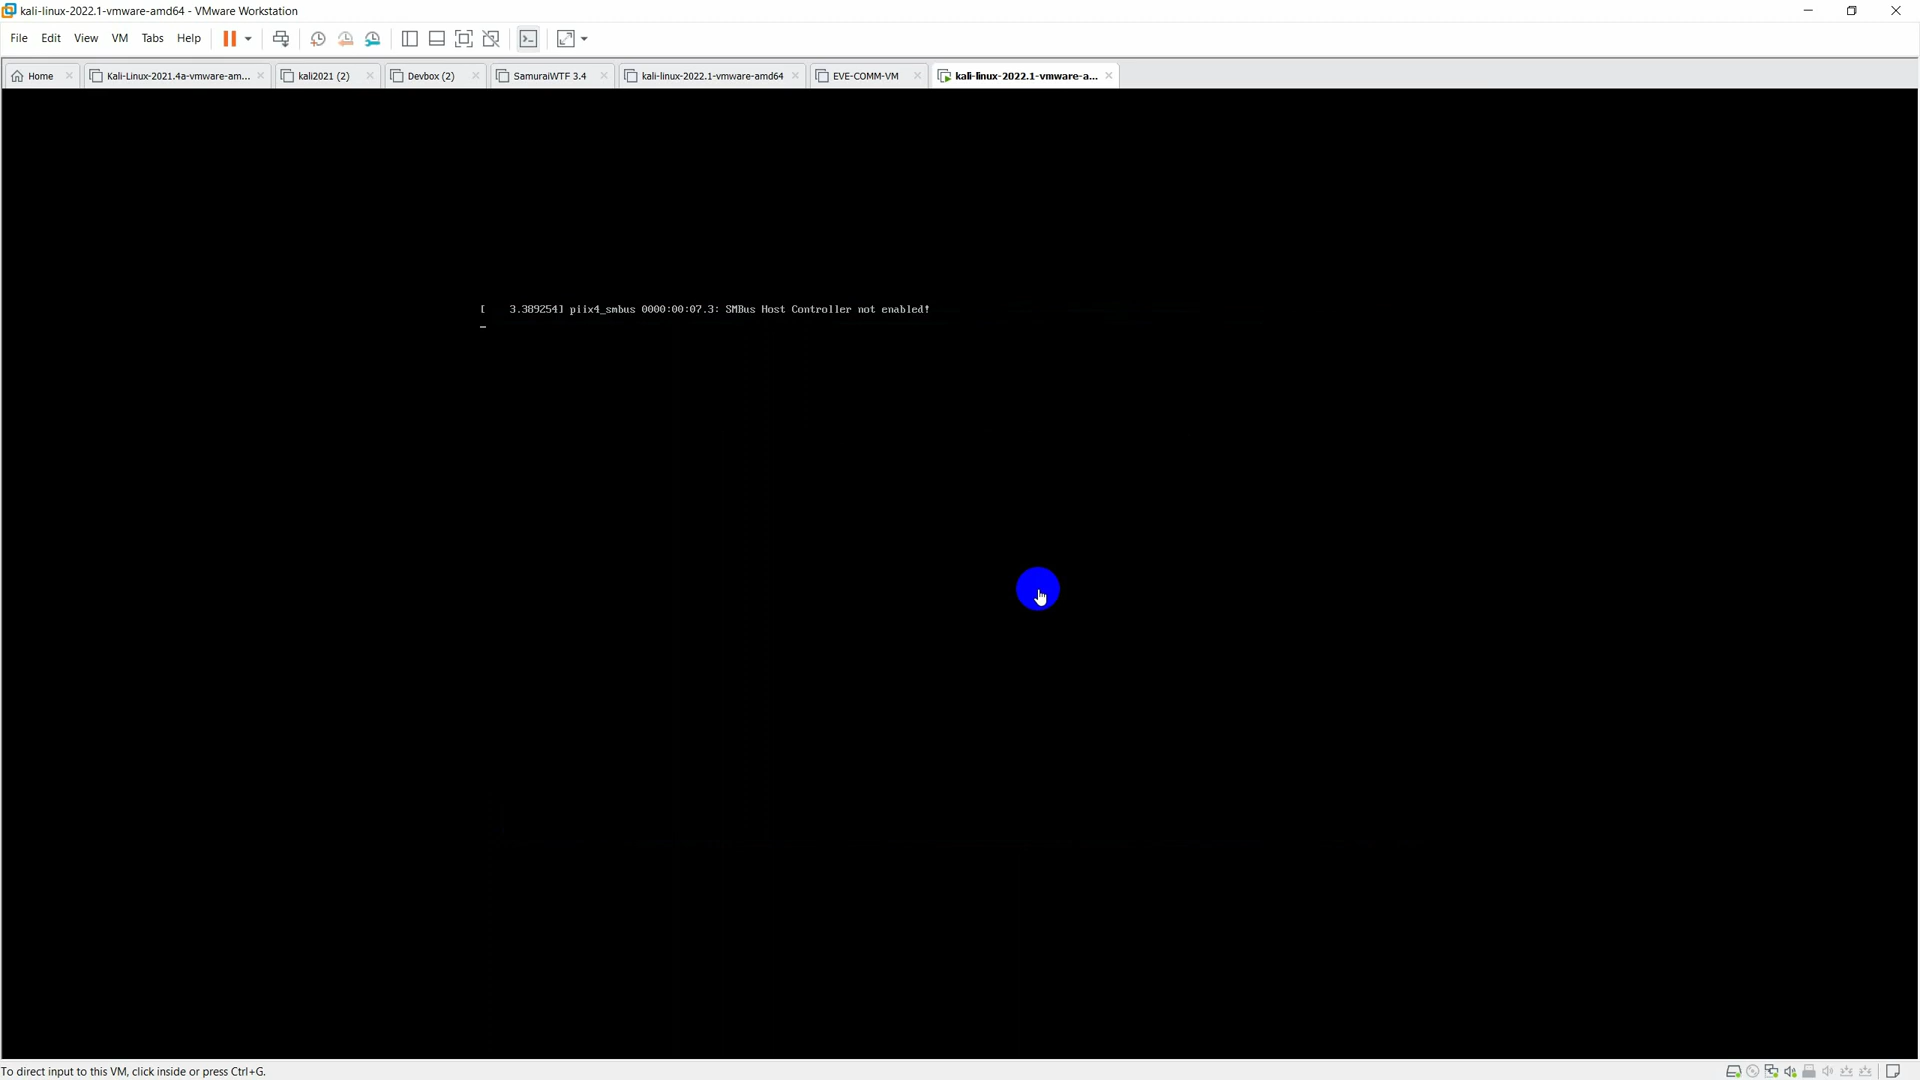 kali-linux-2022.1-vmware-amd64 - VMware Workstation
File Edit View VM Tabs Help
Home Kali-Linux-2021.4a-vmware-am... kali2021 (2) Devbox (2) SamuraiWTF 3.4 kali-linux-2022.1-vmware-amd64 EVE-COMM-VM kali-linux-2022.1-vmware-a...
[    3.389254] piix4_smbus 0000:00:07.3: SMBus Host Controller not enabled!
To direct input to this VM, click inside or press Ctrl+G.